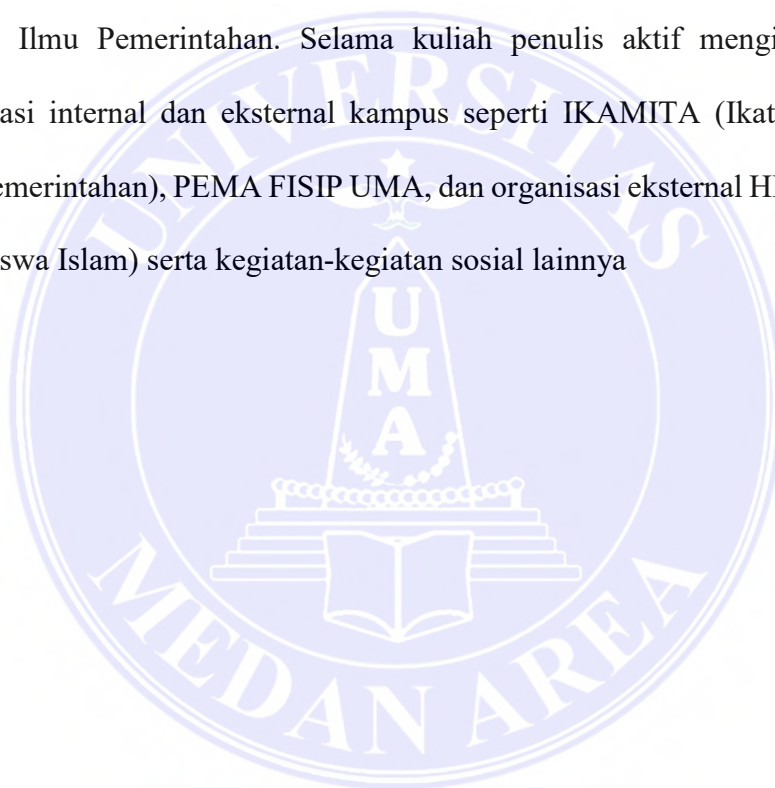 Ilmu Pemerintahan. Selama kuliah penulis aktif mengi
asi internal dan eksternal kampus seperti IKAMITA (Ikat
emerintahan), PEMA FISIP UMA, dan organisasi eksternal HI
swa Islam) serta kegiatan-kegiatan sosial lainnya
UNIVERSITAS
U
M
A
MEDAN AREA